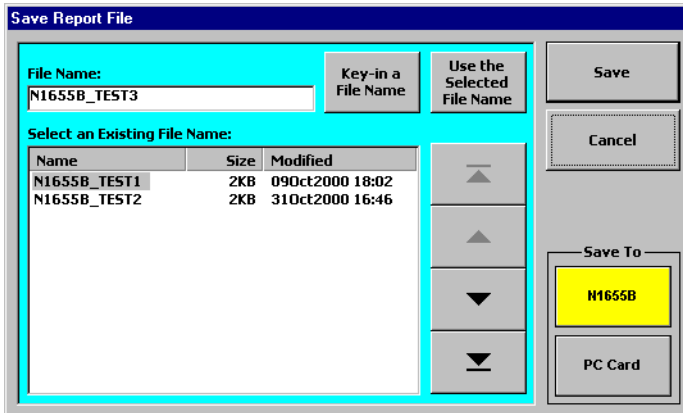 Save Report File
File Name:
N1655B_TEST3
Key-in a
File Name
Use the
Selected
File Name
Save
Cancel
Select an Existing File Name:
Name Size Modified
N1655B_TEST1 2KB 09Oct2000 18:02
N1655B_TEST2 2KB 31Oct2000 16:46
Save To
N1655B
PC Card